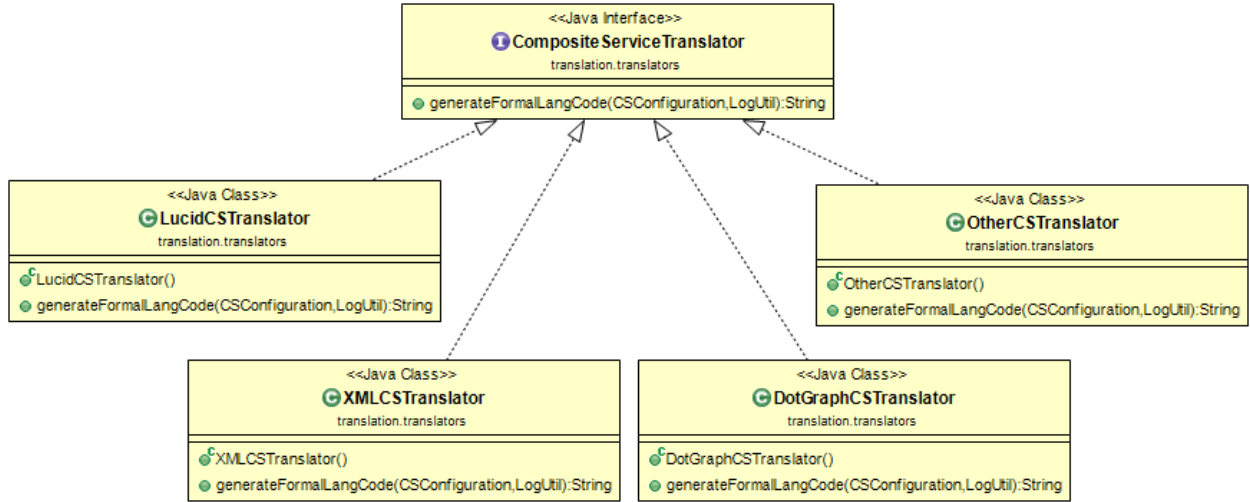 <<Java Interface>>
CompositeServiceTranslator
translation.translators
generateFormalLangCode(CSConfiguration,LogUtil):String
<<Java Class>>
LucidCSTranslator
translation.translators
LucidCSTranslator()
generateFormalLangCode(CSConfiguration,LogUtil):String
<<Java Class>>
OtherCSTranslator
translation.translators
OtherCSTranslator()
generateFormalLangCode(CSConfiguration,LogUtil):String
<<Java Class>>
XMLCSTranslator
translation.translators
XMLCSTranslator()
generateFormalLangCode(CSConfiguration,LogUtil):String
<<Java Class>>
DotGraphCSTranslator
translation.translators
DotGraphCSTranslator()
generateFormalLangCode(CSConfiguration,LogUtil):String